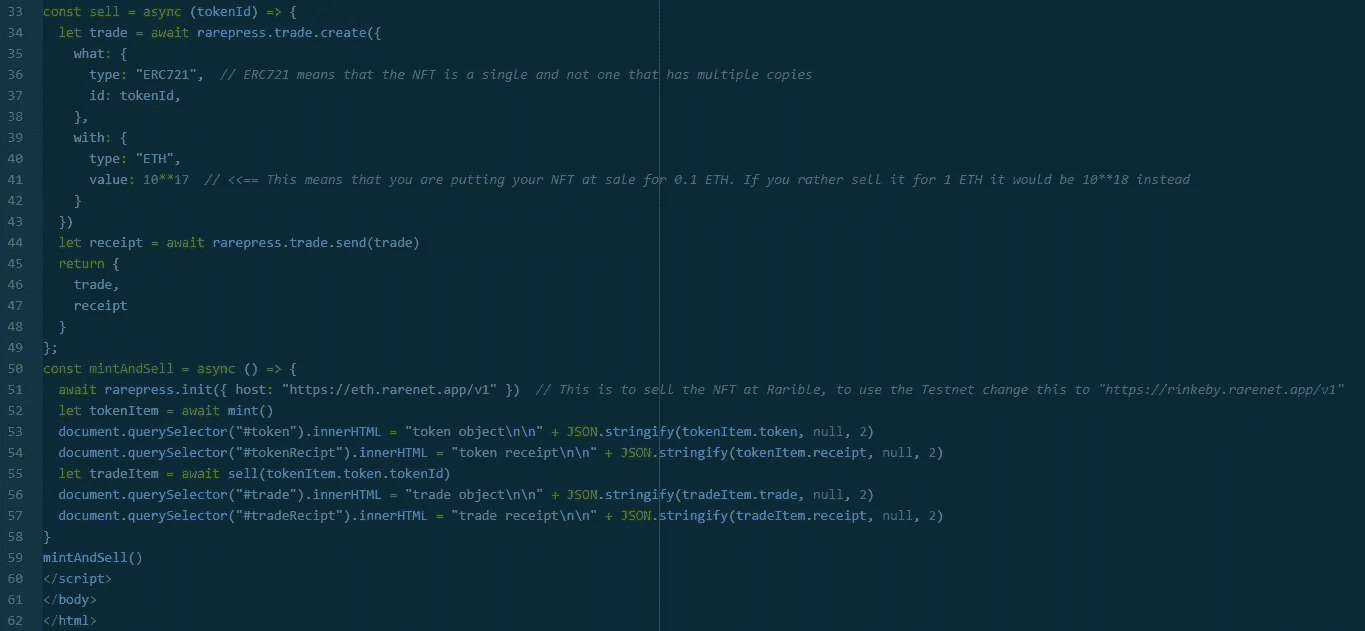 33 const sell = async (tokenId) => {
34   let trade = await rarepress.trade.create({
35     what: {
36       type: "ERC721",  // ERC721 means that the NFT is a single and not one that has multiple copies
37       id: tokenId,
38     },
39     with: {
40       type: "ETH",
41       value: 10**17  // <<== This means that you are putting your NFT at sale for 0.1 ETH. If you rather sell it for 1 ETH it would be 10**18 instead
42     }
43   })
44   let receipt = await rarepress.trade.send(trade)
45   return {
46     trade,
47     receipt
48   }
49 };
50 const mintAndSell = async () => {
51   await rarepress.init({ host: "https://eth.rarenet.app/v1" })  // This is to sell the NFT at Rarible, to use the Testnet change this to "https://rinkeby.rarenet.app/v1"
52   let tokenItem = await mint()
53   document.querySelector("#token").innerHTML = "token object\n\n" + JSON.stringify(tokenItem.token, null, 2)
54   document.querySelector("#tokenRecipt").innerHTML = "token receipt\n\n" + JSON.stringify(tokenItem.receipt, null, 2)
55   let tradeItem = await sell(tokenItem.token.tokenId)
56   document.querySelector("#trade").innerHTML = "trade object\n\n" + JSON.stringify(tradeItem.trade, null, 2)
57   document.querySelector("#tradeRecipt").innerHTML = "trade receipt\n\n" + JSON.stringify(tradeItem.receipt, null, 2)
58 }
59 mintAndSell()
60 </script>
61 </body>
62 </html>